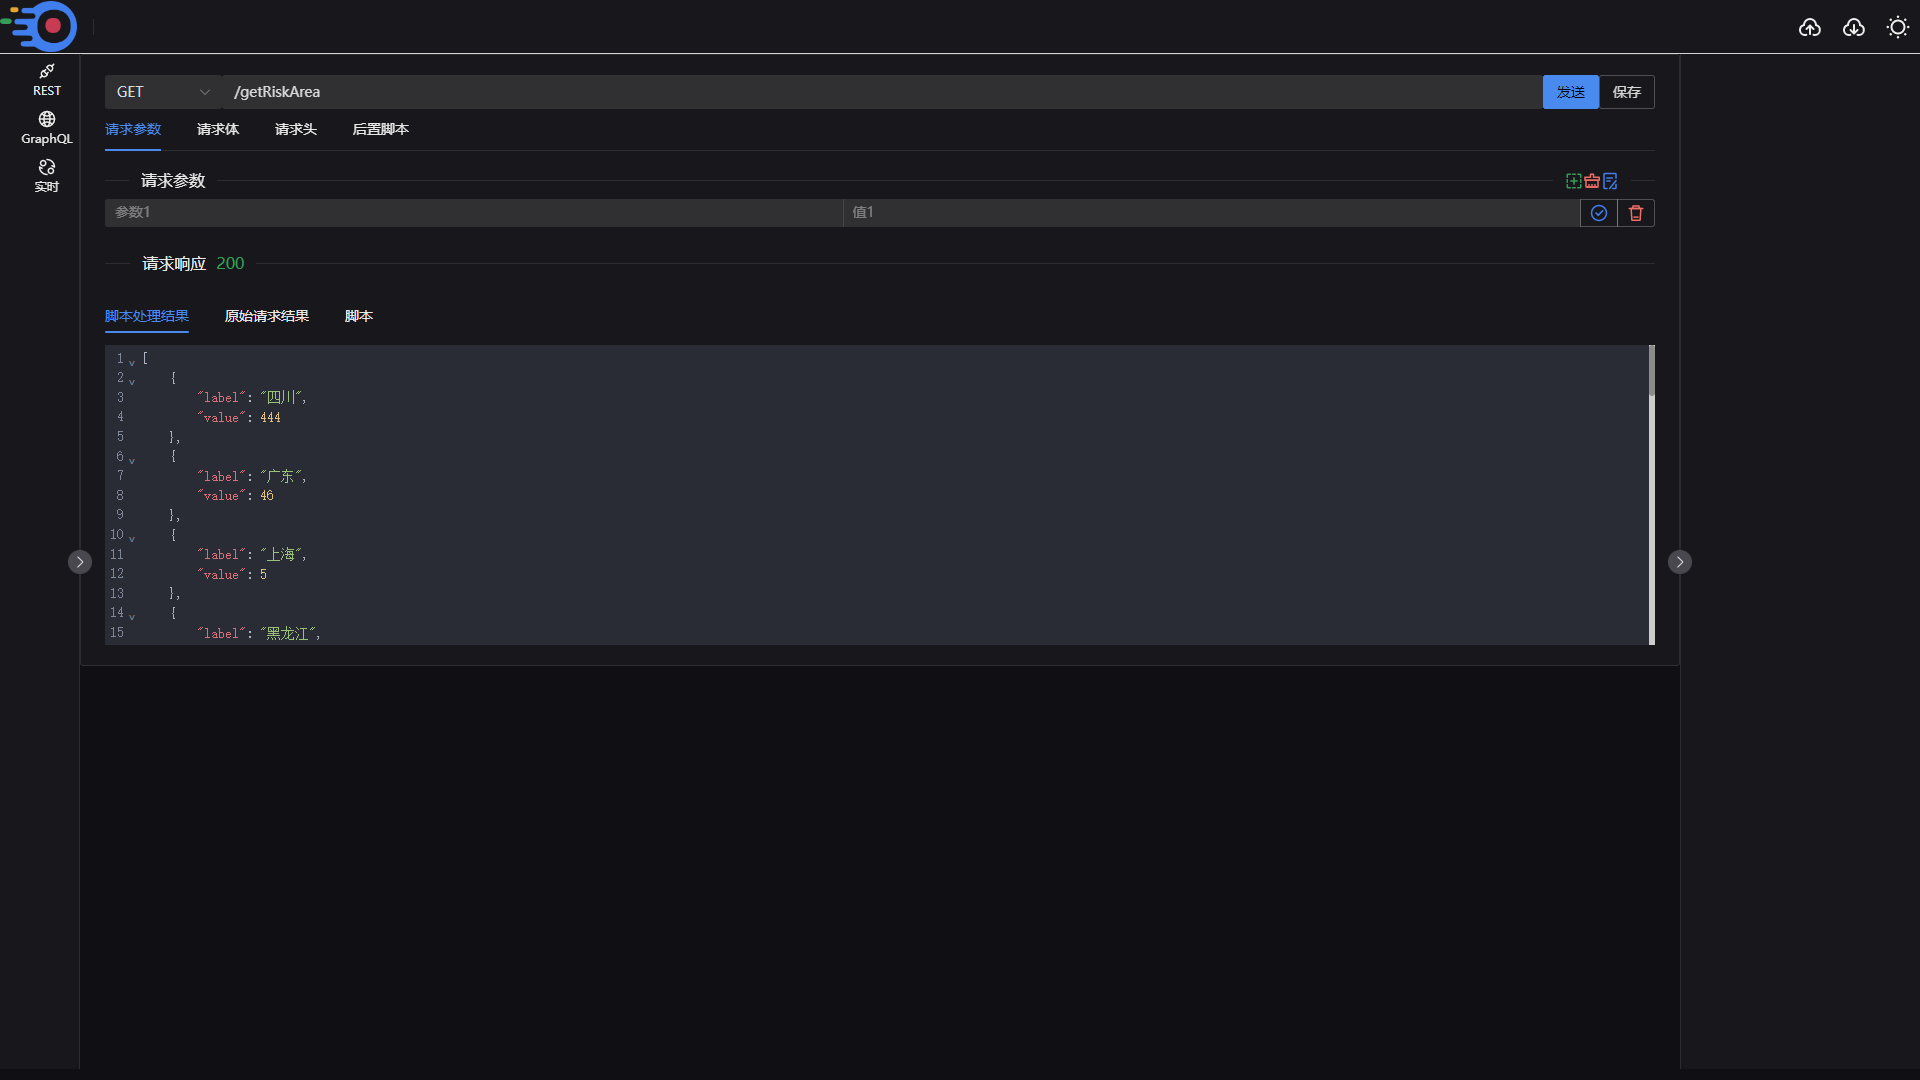 REST
GraphQL
实时
GET /getRiskArea 发送 保存
请求参数 请求体 请求头 后置脚本
请求参数
参数1 值1
请求响应 200
脚本处理结果 原始请求结果 脚本
1 [
2 {
3 "label": "四川",
4 "value": 444
5 },
6 {
7 "label": "广东",
8 "value": 46
9 },
10 {
11 "label": "上海",
12 "value": 5
13 },
14 {
15 "label": "黑龙江",